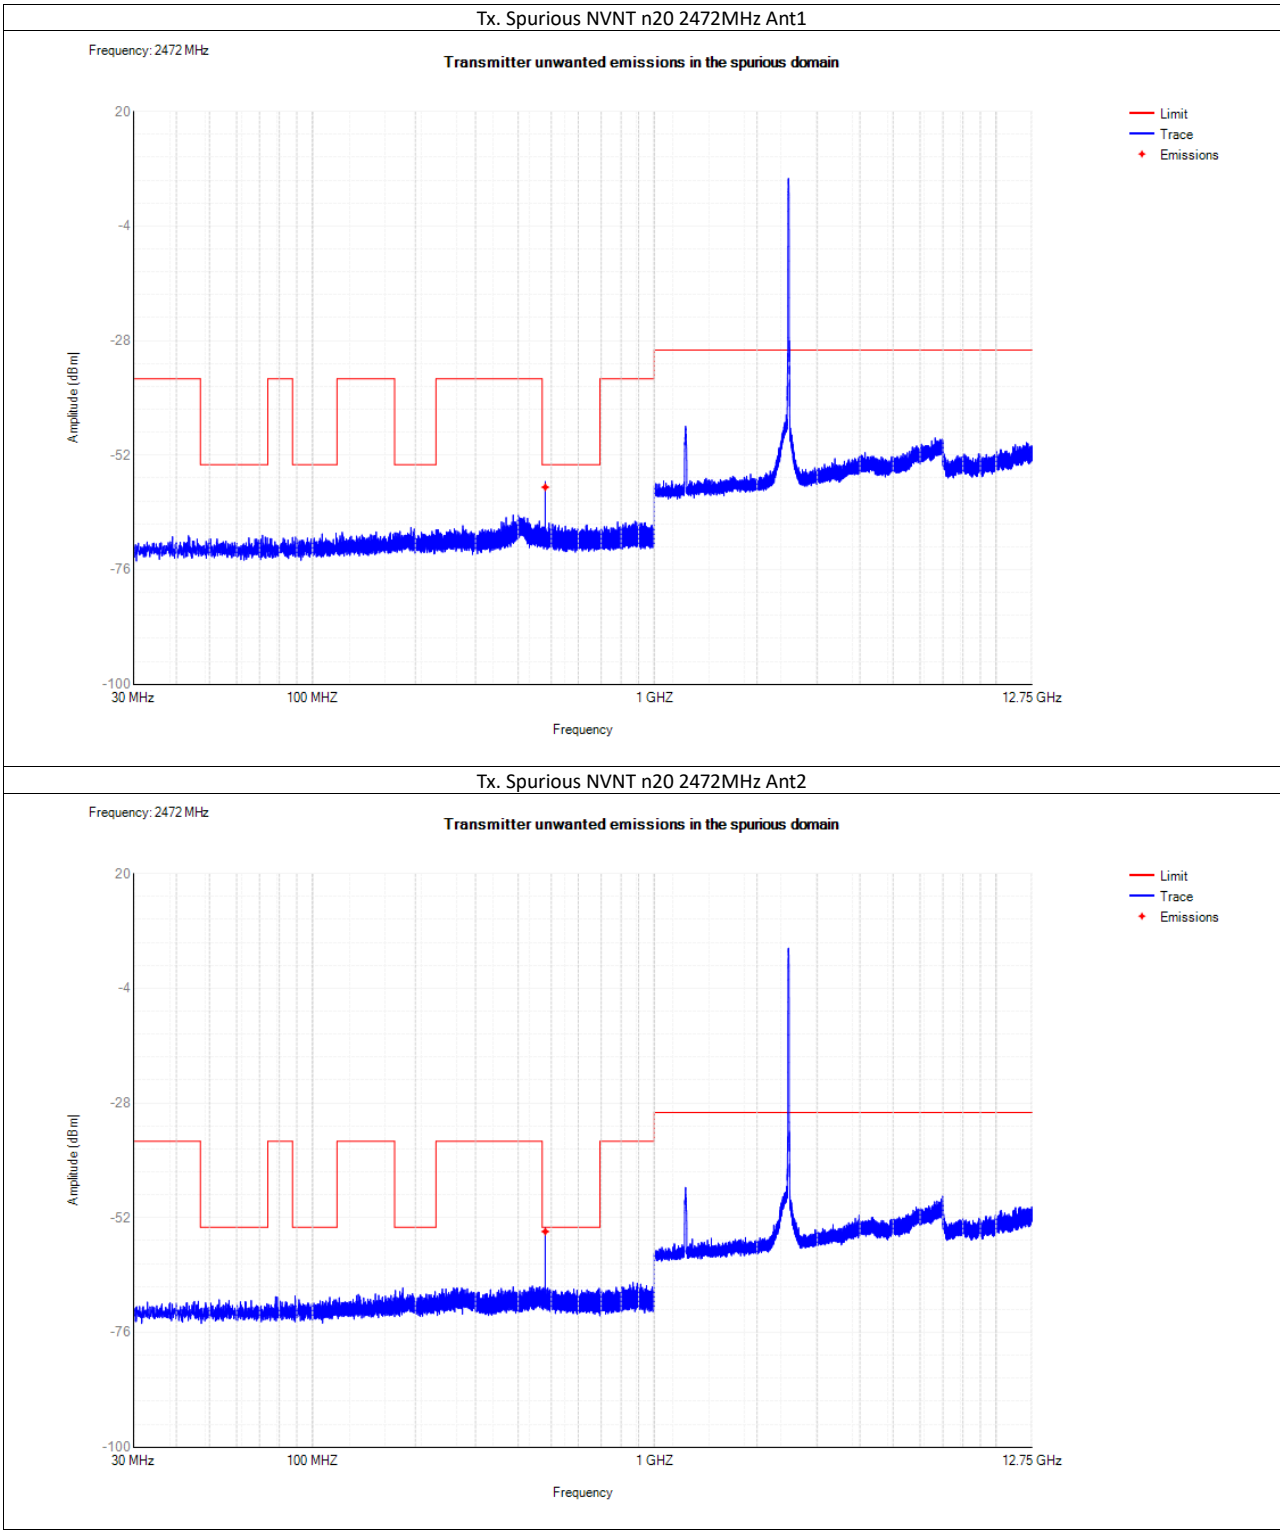 Tx. Spurious NVNT n20 2472MHz Ant1
Frequency: 2472 MHz
Transmitter unwanted emissions in the spurious domain
Limit
Trace
Emissions
Amplitude [dBm]
20
-4
-28
-52
-76
-100
30 MHz
100 MHZ
1 GHZ
12.75 GHz
Frequency
Tx. Spurious NVNT n20 2472MHz Ant2
Frequency: 2472 MHz
Transmitter unwanted emissions in the spurious domain
Limit
Trace
Emissions
Amplitude [dBm]
20
-4
-28
-52
-76
-100
30 MHz
100 MHZ
1 GHZ
12.75 GHz
Frequency